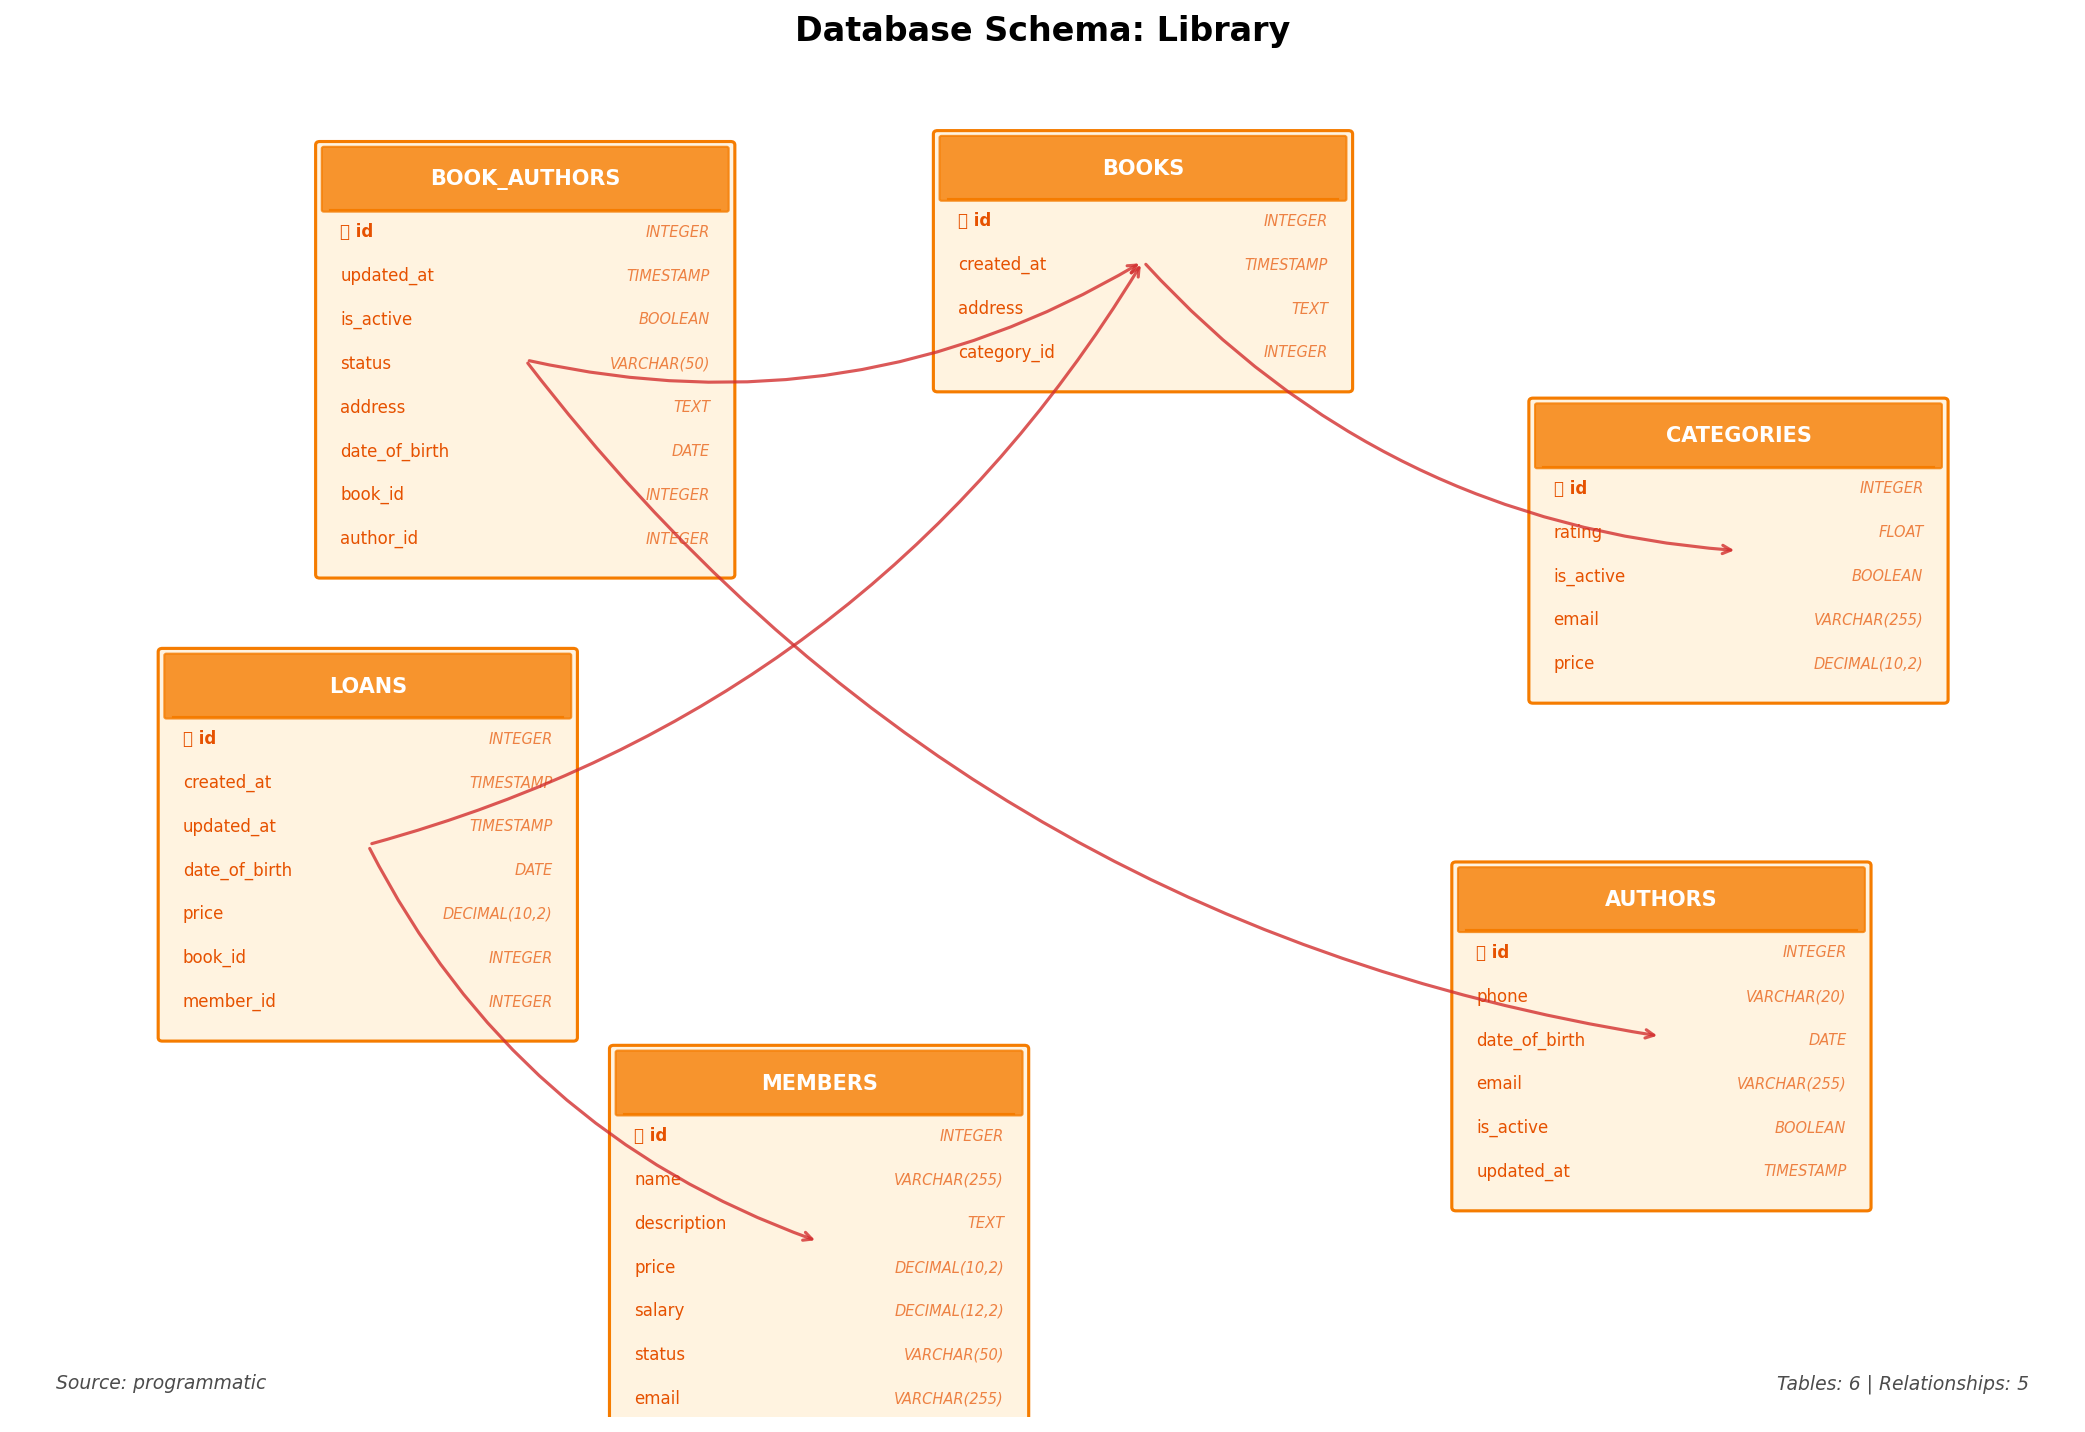 Database Schema: Library
BOOK_AUTHORS
id INTEGER
updated_at TIMESTAMP
is_active BOOLEAN
status VARCHAR(50)
address TEXT
date_of_birth DATE
book_id INTEGER
author_id INTEGER
BOOKS
id INTEGER
created_at TIMESTAMP
address TEXT
category_id INTEGER
CATEGORIES
id INTEGER
rating FLOAT
is_active BOOLEAN
email VARCHAR(255)
price DECIMAL(10,2)
LOANS
id INTEGER
created_at TIMESTAMP
updated_at TIMESTAMP
date_of_birth DATE
price DECIMAL(10,2)
book_id INTEGER
member_id INTEGER
AUTHORS
id INTEGER
phone VARCHAR(20)
date_of_birth DATE
email VARCHAR(255)
is_active BOOLEAN
updated_at TIMESTAMP
MEMBERS
id INTEGER
name VARCHAR(255)
description TEXT
price DECIMAL(10,2)
salary DECIMAL(12,2)
status VARCHAR(50)
email VARCHAR(255)
Source: programmatic
Tables: 6 | Relationships: 5